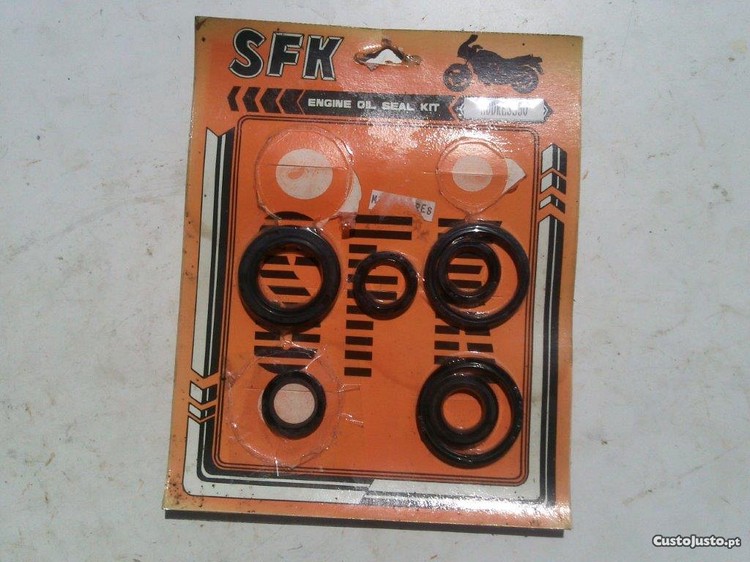 SFK
ENGINE OIL SEAL KIT
CustoJusto.pt